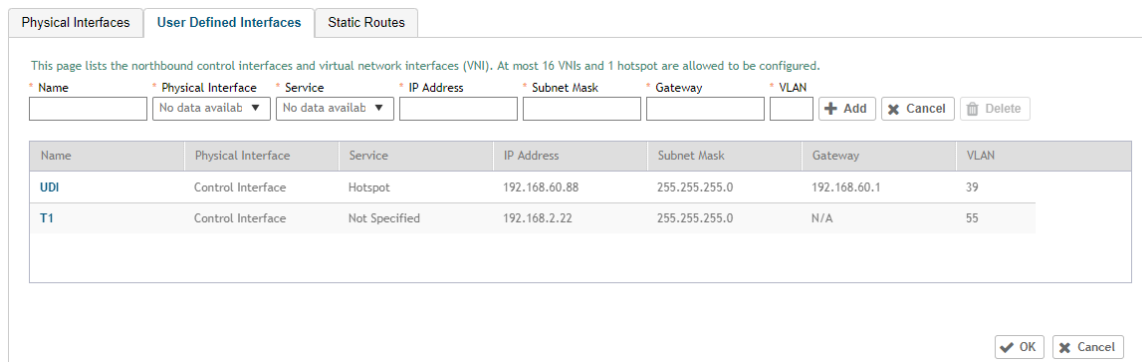 Physical Interfaces User Defined Interfaces Static Routes
This page lists the northbound control interfaces and virtual network interfaces (VNI). At most 16 VNIs and 1 hotspot are allowed to be configured.
* Name * Physical Interface * Service * IP Address * Subnet Mask * Gateway * VLAN
No data availab No data availab Add Cancel Delete
Name Physical Interface Service IP Address Subnet Mask Gateway VLAN
UDI Control Interface Hotspot 192.168.60.88 255.255.255.0 192.168.60.1 39
T1 Control Interface Not Specified 192.168.2.22 255.255.255.0 N/A 55
OK Cancel